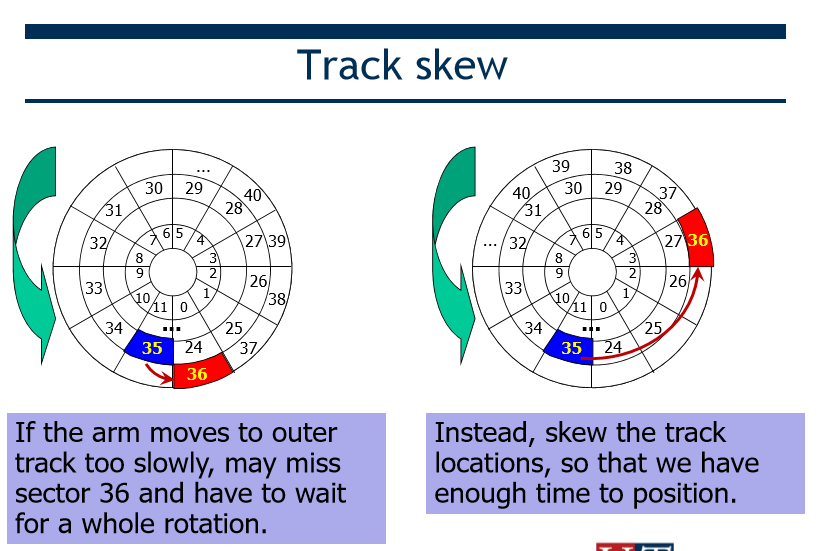 Track skew
...
30 29 40
31 28
32 27 39
33 26 38
34 25
35 24 37
36
7 6 5 4
8 3
9 2
10 1
11 0
...
39 38
40 30 29 37
31 28
... 32 27 36
33 26
34 25
35 24
7 6 5 4
8 3
9 2
10 1
11 0
...
If the arm moves to outer
track too slowly, may miss
sector 36 and have to wait
for a whole rotation.
Instead, skew the track
locations, so that we have
enough time to position.